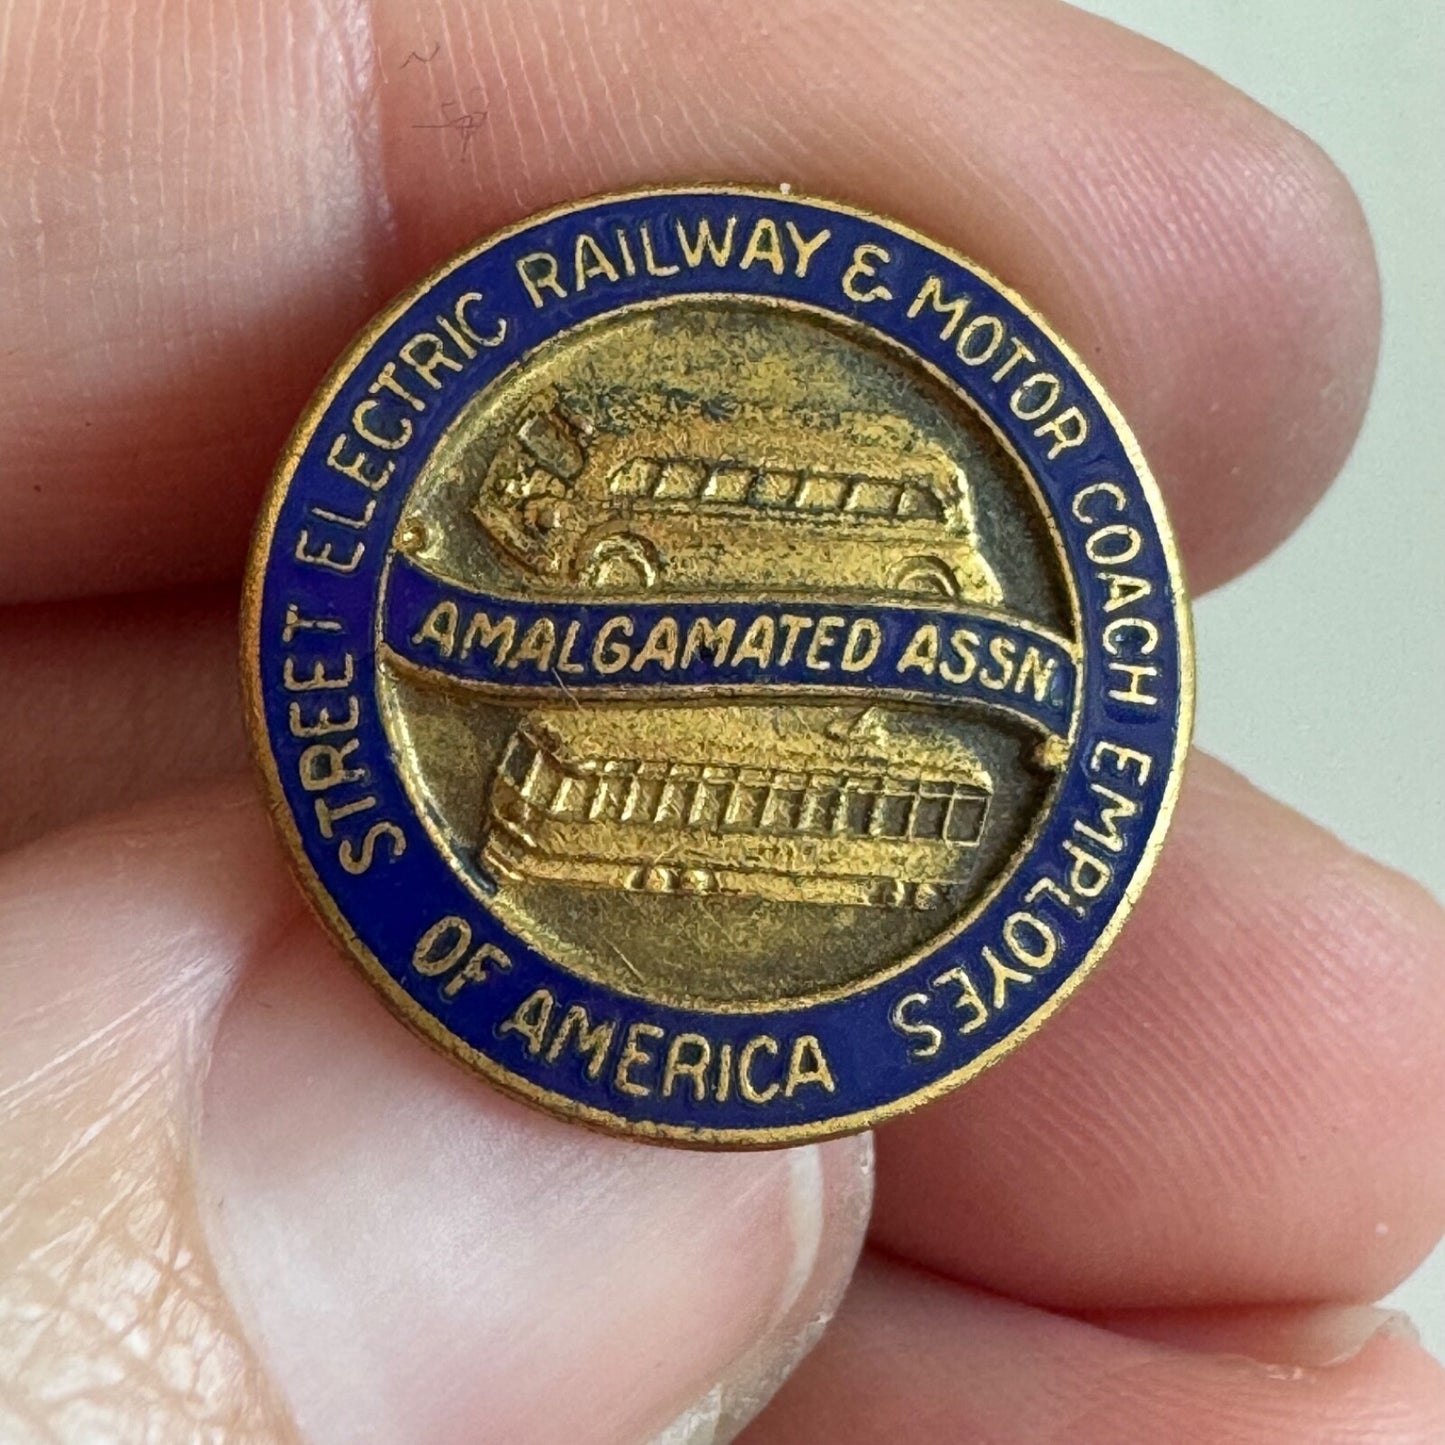 AMALGAMATED ASSN.
STREET ELECTRIC RAILWAY & MOTOR COACH EMPLOYES
OF AMERICA